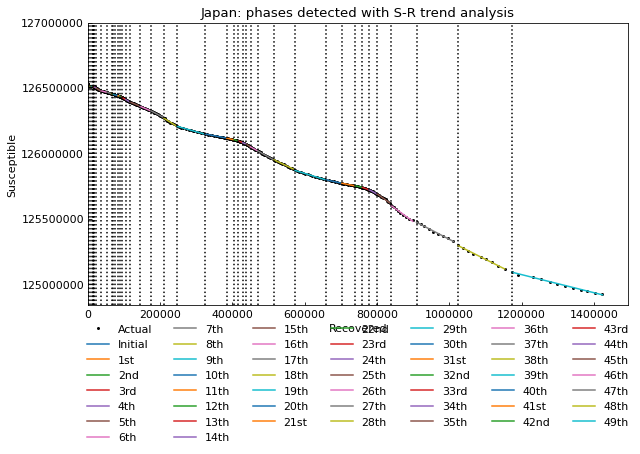 Japan: phases detected with S-R trend analysis
127000000
126500000
126000000
125500000
125000000
Susceptible
0 200000 400000 600000 800000 1000000 1200000 1400000
Recovered
Actual 7th 15th 22nd 29th 36th 43rd
Initial 8th 16th 23rd 30th 37th 44th
1st 9th 17th 24th 31st 38th 45th
2nd 10th 18th 25th 32nd 39th 46th
3rd 11th 19th 26th 33rd 40th 47th
4th 12th 20th 27th 34th 41st 48th
5th 13th 21st 28th 35th 42nd 49th
6th 14th